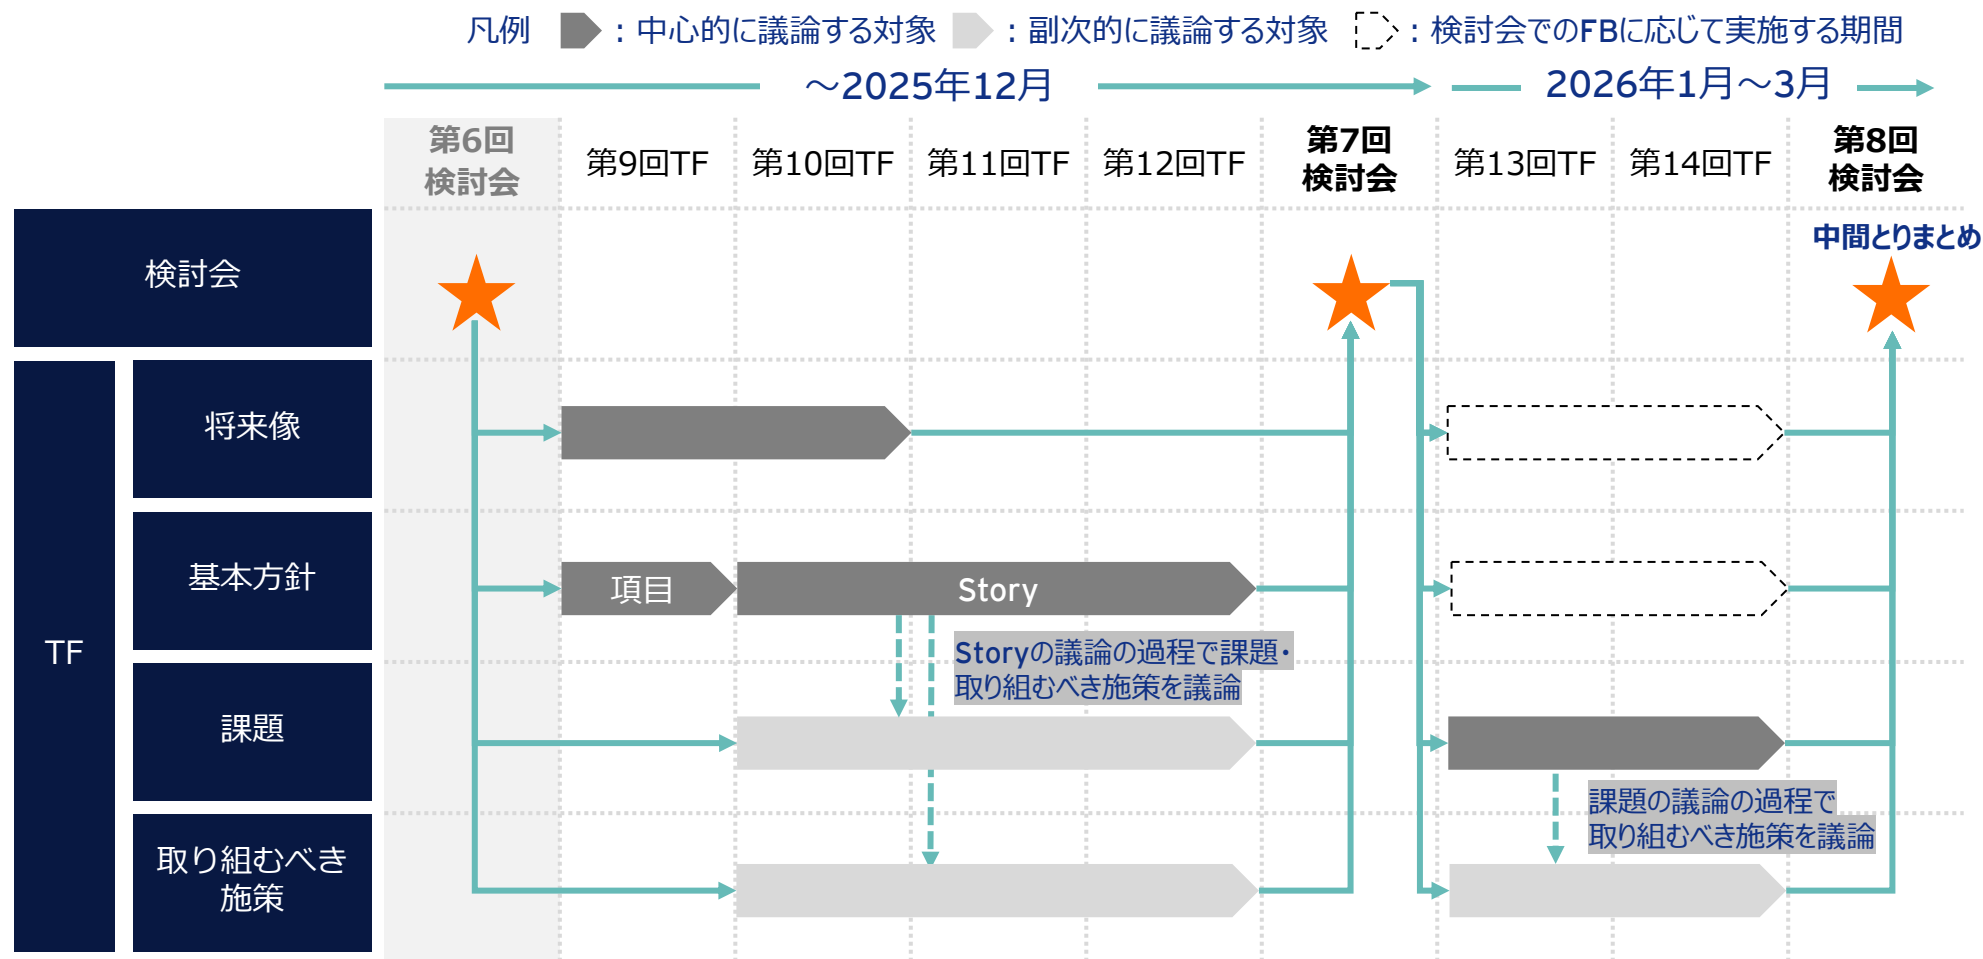 凡例 ：中心的に議論する対象 ：副次的に議論する対象 ：検討会でのFBに応じて実施する期間
～2025年12月 2026年1月～3月
第6回
検討会
第9回TF
第10回TF
第11回TF
第12回TF
第7回
検討会
第13回TF
第14回TF
第8回
検討会
検討会
中間とりまとめ
TF
将来像
基本方針
項目
Story
Storyの議論の過程で課題・
取り組むべき施策を議論
課題
課題の議論の過程で
取り組むべき施策を議論
取り組むべき
施策